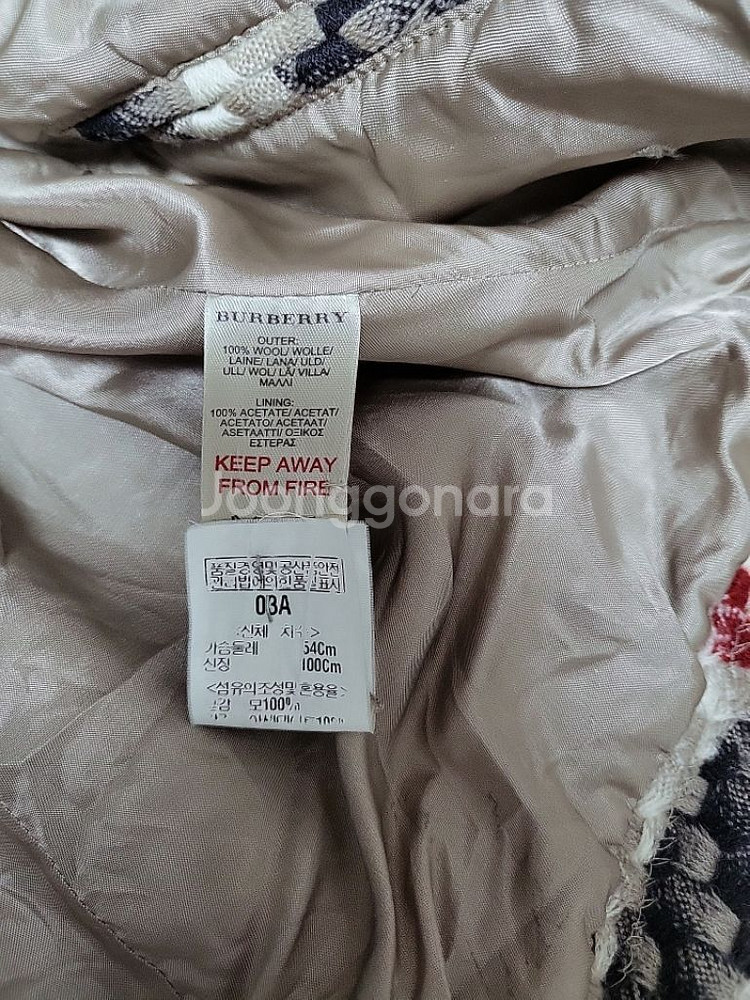 BURBERRY
OUTER:
100% WOOL/ WOLLE/
LAINE/ LANA/ ULD/
ULL/ WOL/ LÃ/ VILLA/
ΜΑΛΛΙ
LINING:
100% ACETATE/ ACETAT/
ACETATO/ ACETAAT/
ASETAATTI/ ΟΞΙΚΟΣ
ΕΣΤΕΡΑΣ
KEEP AWAY
FROM FIRE
Joonggonara
품질경영및공산품안전
관리법에의한품질표시
03A
<신체 치수>
가슴둘레 54Cm
신장 100Cm
<섬유의조성및혼용율>
겉감 모100%